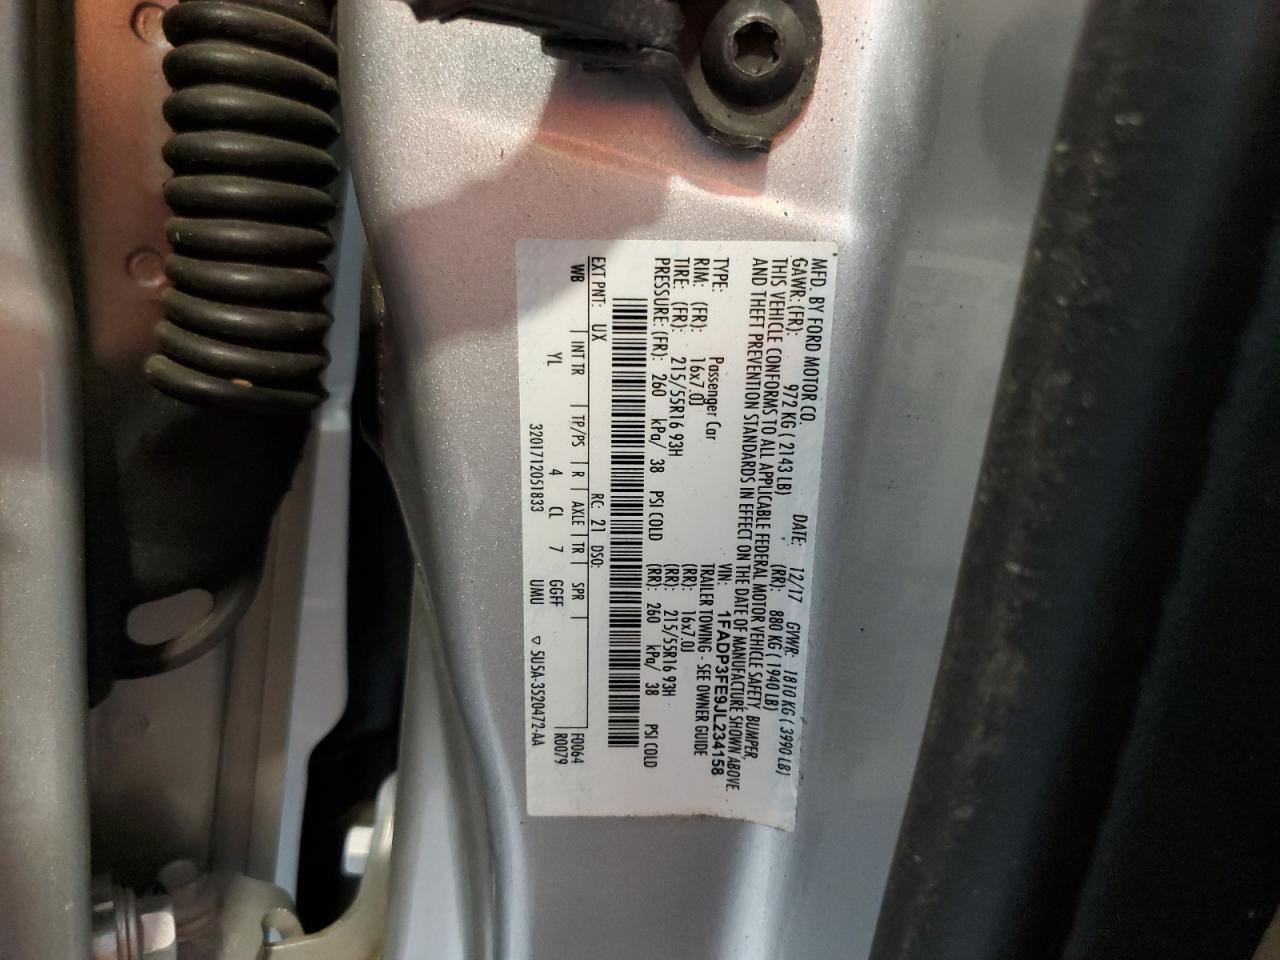 MFD. BY FORD MOTOR CO.
DATE: 12/17 GVWR: 1810 KG ( 3990 LB)
GAWR: (FR): 972 KG ( 2143 LB) (RR): 880 KG ( 1940 LB)
THIS VEHICLE CONFORMS TO ALL APPLICABLE FEDERAL MOTOR VEHICLE SAFETY, BUMPER,
AND THEFT PREVENTION STANDARDS IN EFFECT ON THE DATE OF MANUFACTURE SHOWN ABOVE.
VIN: 1FADP3FE9JL234158
TYPE: Passenger Car TRAILER TOWING - SEE OWNER GUIDE
RIM: (FR): 16x7.0J (RR): 16x7.0J
TIRE: (FR): 215/55R16 93H (RR): 215/55R16 93H
PRESSURE: (FR): 260 kPa/ 38 PSI COLD (RR): 260 kPa/ 38 PSI COLD
EXT PNT: UX RC: 21 DSO:
WB INT TR TP/PS R AXLE TR SPR F0064
YL 4 CL 7 GGFF R0079
3201712051833 UMU ▽ 5U5A-3520472-AA